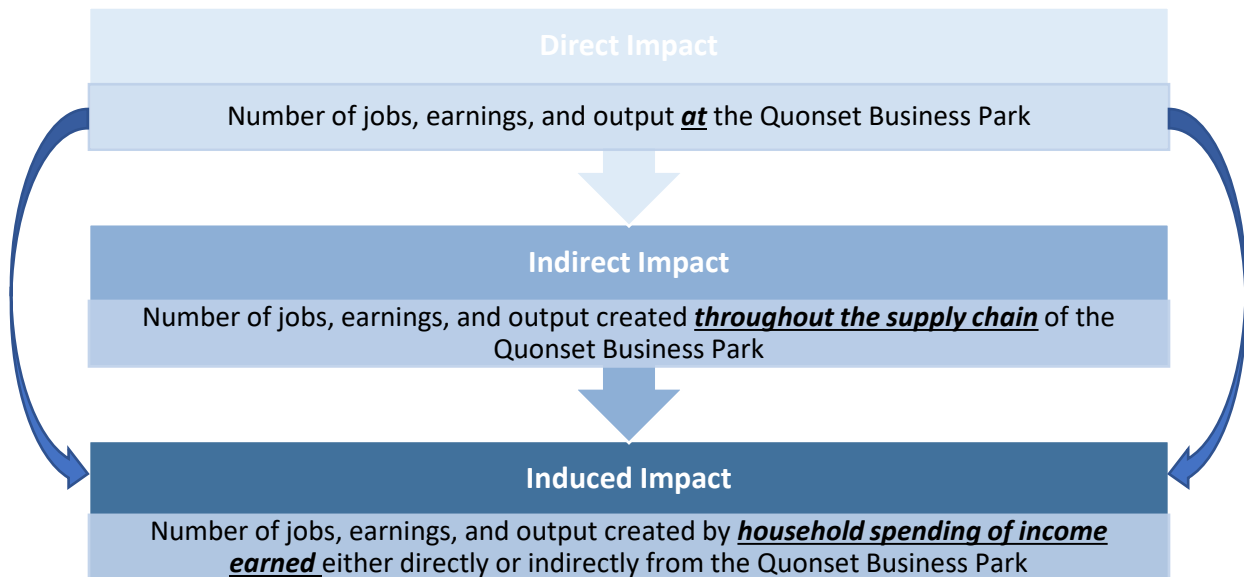 Direct Impact
Number of jobs, earnings, and output at the Quonset Business Park
Indirect Impact
Number of jobs, earnings, and output created throughout the supply chain of the
Quonset Business Park
Induced Impact
Number of jobs, earnings, and output created by household spending of income
earned either directly or indirectly from the Quonset Business Park